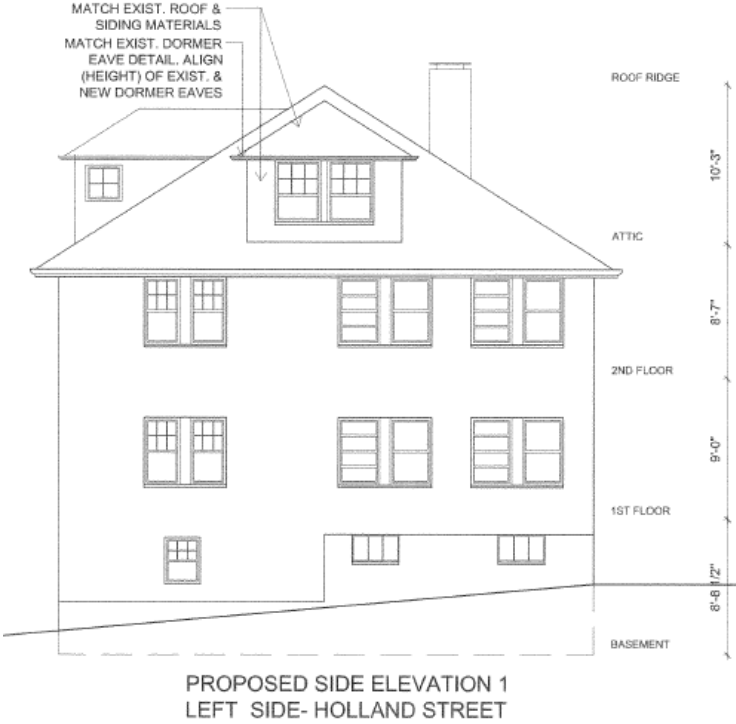 MATCH EXIST. ROOF &
SIDING MATERIALS
MATCH EXIST. DORMER
EAVE DETAIL. ALIGN
(HEIGHT) OF EXIST. &
NEW DORMER EAVES
ROOF RIDGE
10'-3"
ATTIC
8'-7"
2ND FLOOR
9'-0"
1ST FLOOR
8'-8 1/2"
BASEMENT
PROPOSED SIDE ELEVATION 1
LEFT SIDE- HOLLAND STREET